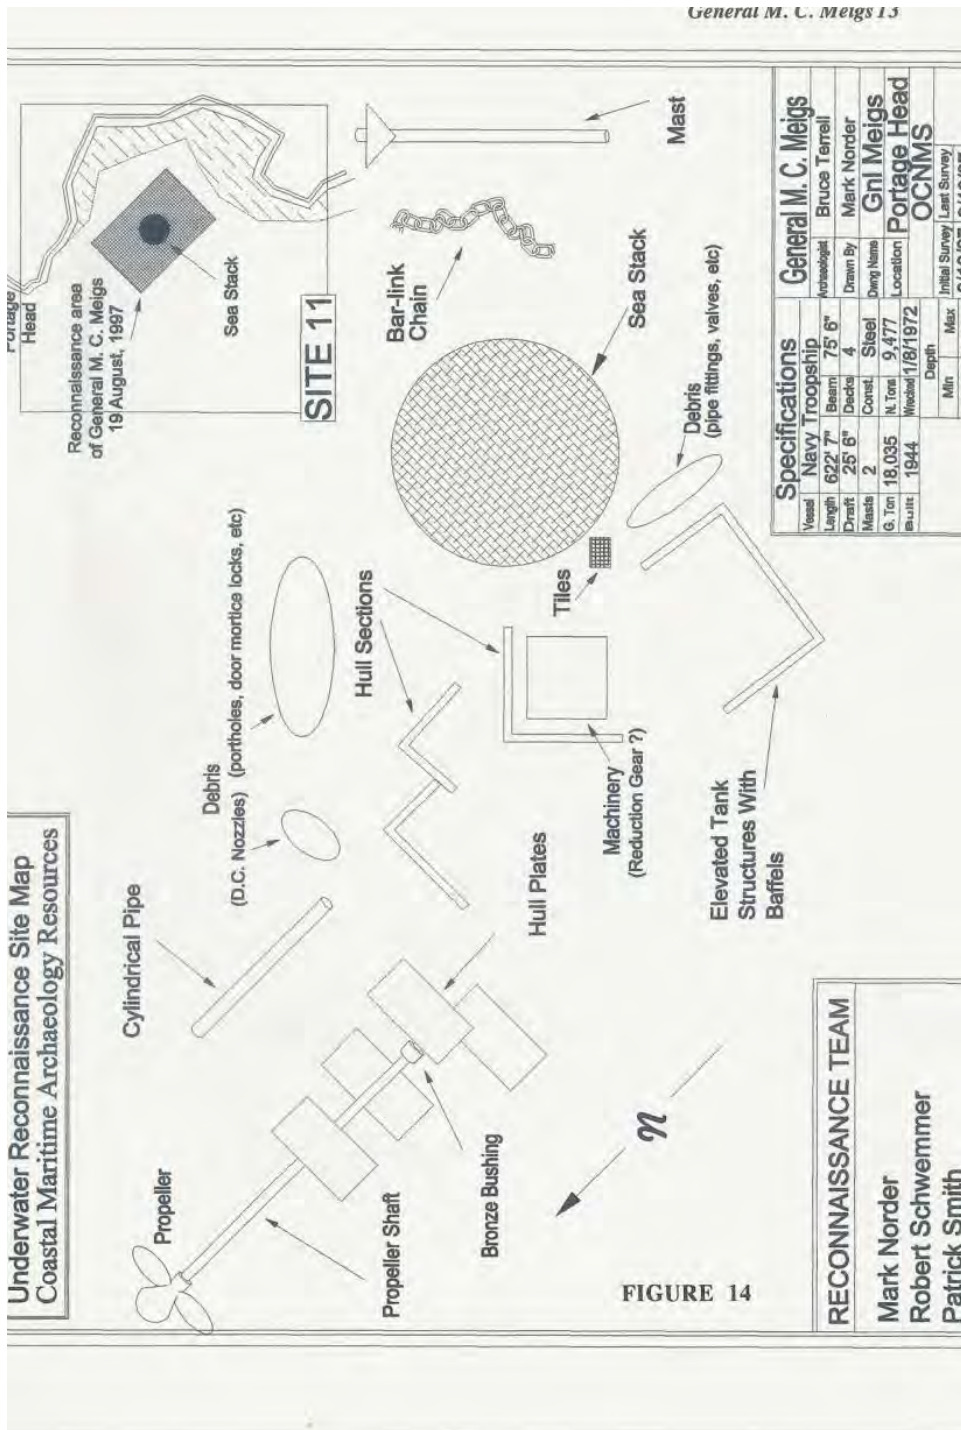 General M. C. Meigs 13
Underwater Reconnaissance Site Map
Coastal Maritime Archaeology Resources
Portage
Head
Reconnaissance area
of General M. C. Meigs
19 August, 1997
Sea Stack
SITE 11
Mast
Bar-link
Chain
Sea Stack
Debris
(pipe fittings, valves, etc)
Tiles
Debris
(D.C. Nozzles) (portholes, door mortice locks, etc)
Hull Sections
Cylindrical Pipe
Machinery
(Reduction Gear ?)
Hull Plates
Elevated Tank
Structures With
Baffels
Propeller
Propeller Shaft
Bronze Bushing
n
FIGURE 14
Specifications General M. C. Meigs
Vessel Navy Troopship Archaeologist Bruce Terrell
Length 622' 7" Beam 75' 6" Drawn By Mark Norder
Draft 25' 6" Decks 4 Dwng Name Gnl Meigs
Masts 2 Const. Steel Location Portage Head
G. Ton 18,035 N. Tons 9,477 OCNMS
Built 1944 Wrecked 1/8/1972
Depth Initial Survey Last Survey
Min Max
RECONNAISSANCE TEAM
Mark Norder
Robert Schwemmer
Patrick Smith